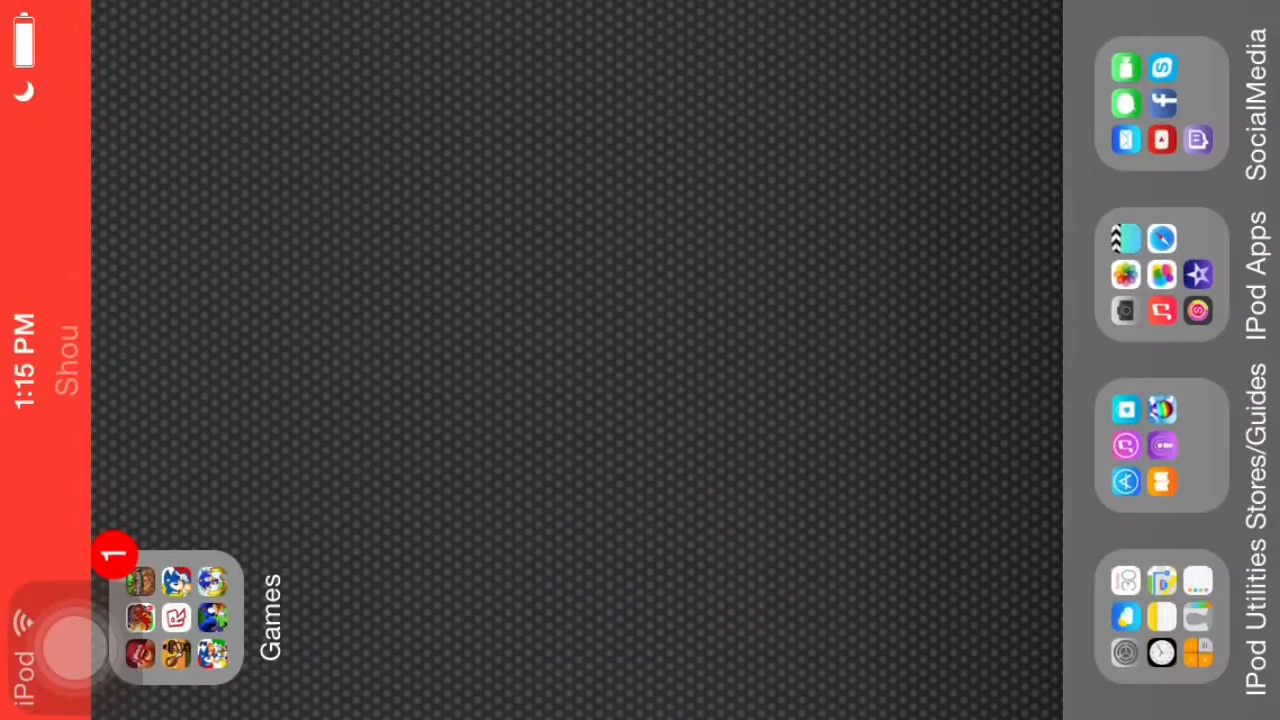 iPod 1:15 PM
Shou
1
Games
IPod Utilities Stores/Guides IPod Apps SocialMedia